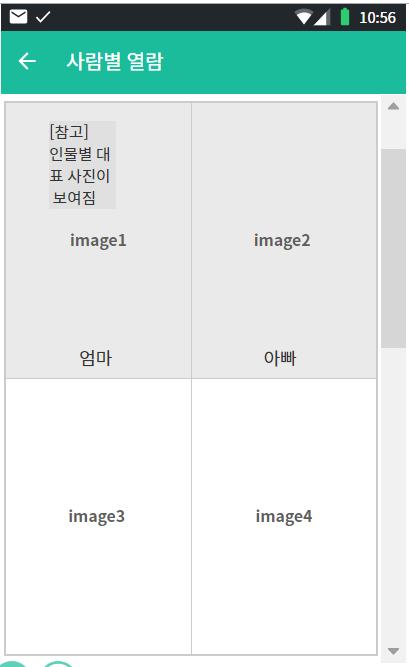 10:56
사람별 열람
[참고]
인물별 대
표 사진이
보여짐
image1
image2
엄마
아빠
image3
image4